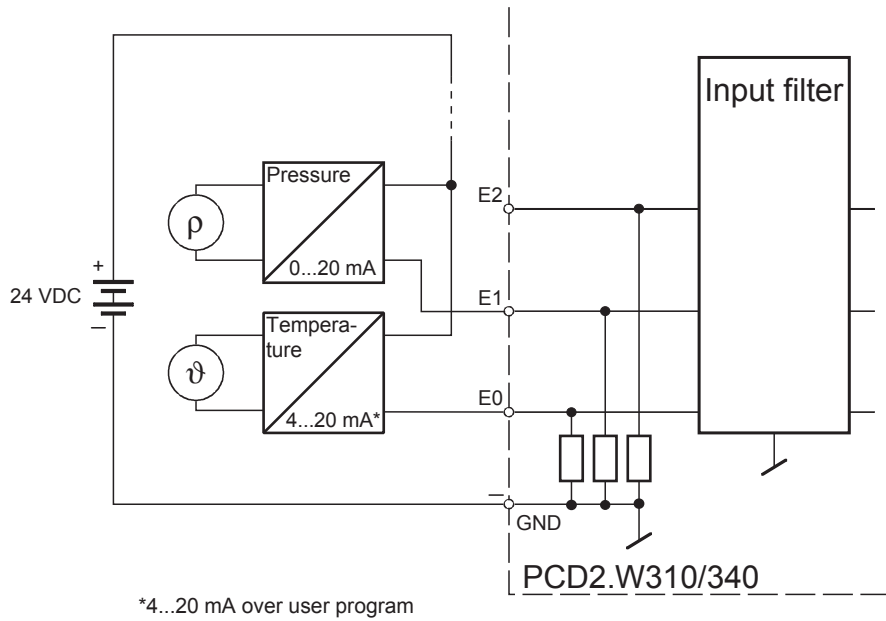 Input filter
Pressure
E2
ρ
0...20 mA
+
24 VDC
E1
–
Tempera-
ture
ϑ
E0
4...20 mA*
–
GND
PCD2.W310/340
*4...20 mA over user program